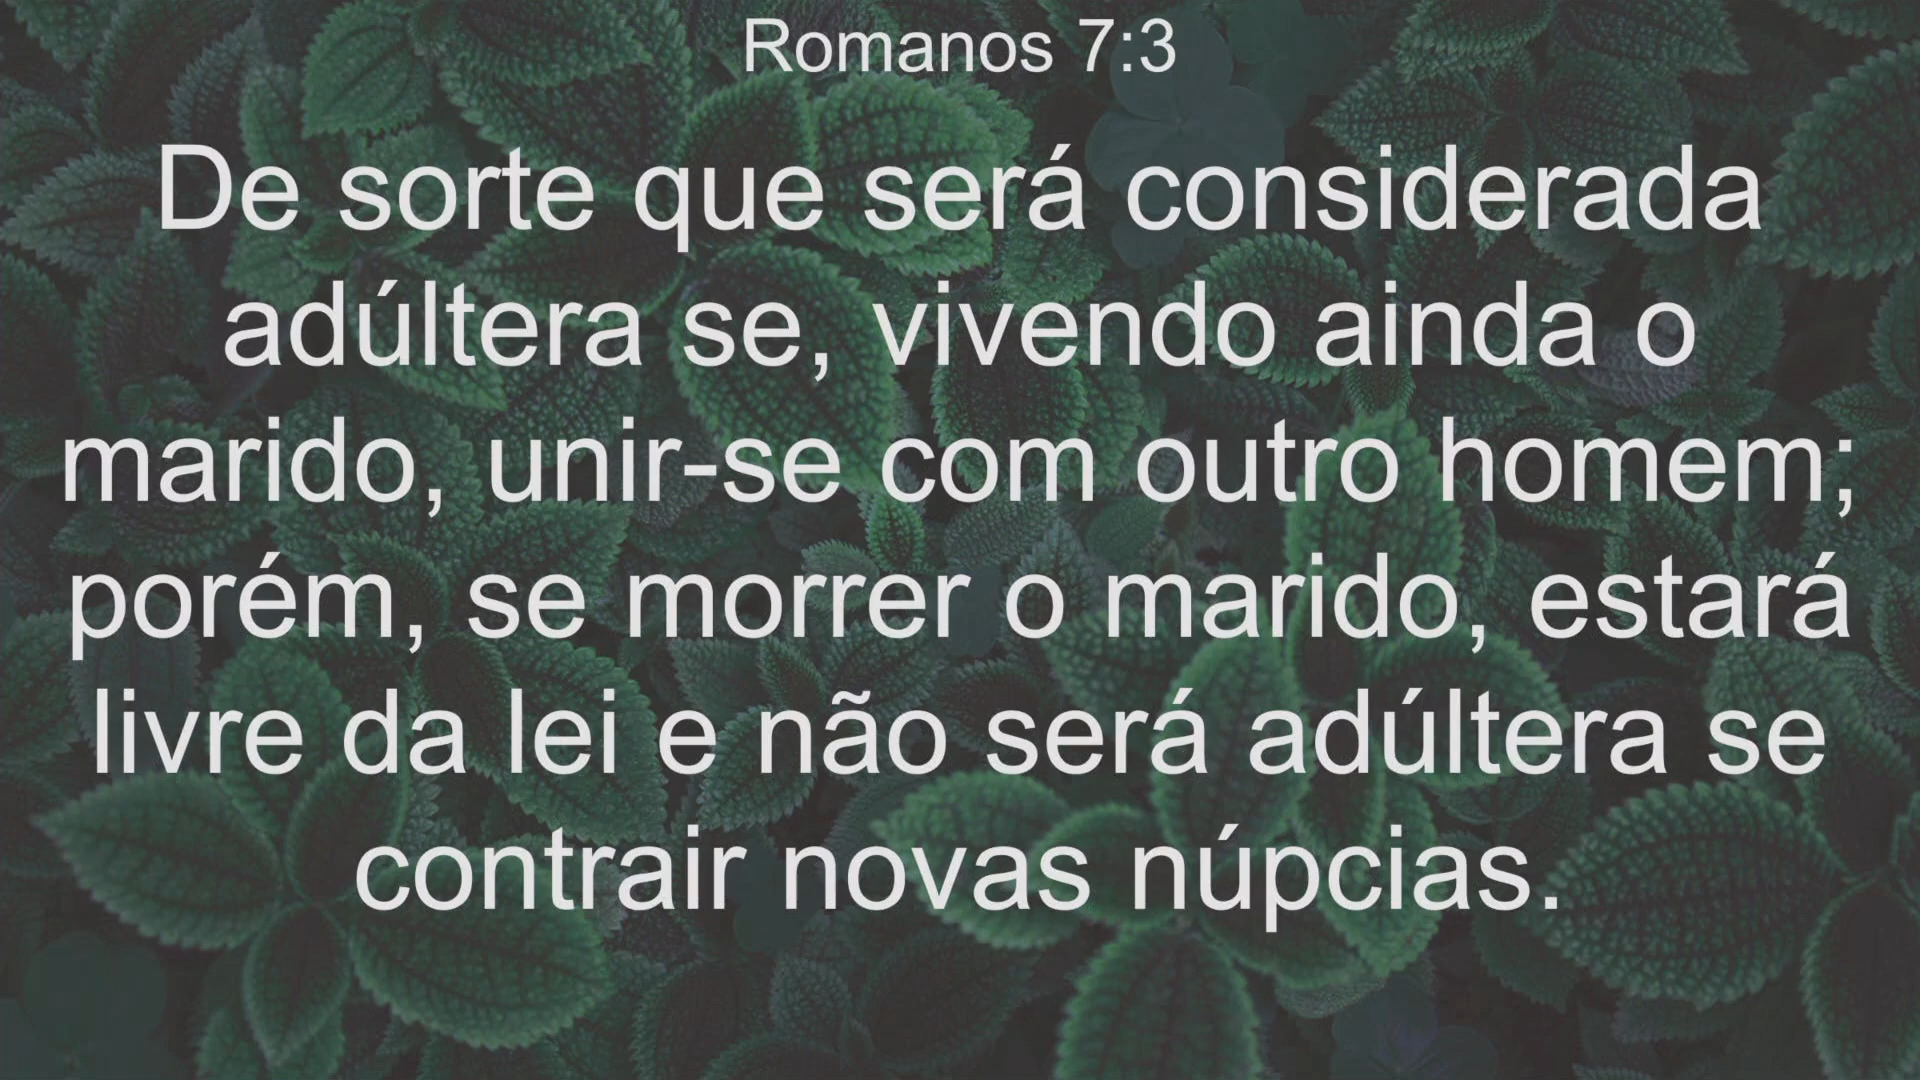 Romanos 7:3
De sorte que será considerada
adúltera se, vivendo ainda o
marido, unir-se com outro homem;
porém, se morrer o marido, estará
livre da lei e não será adúltera se
contrair novas núpcias.